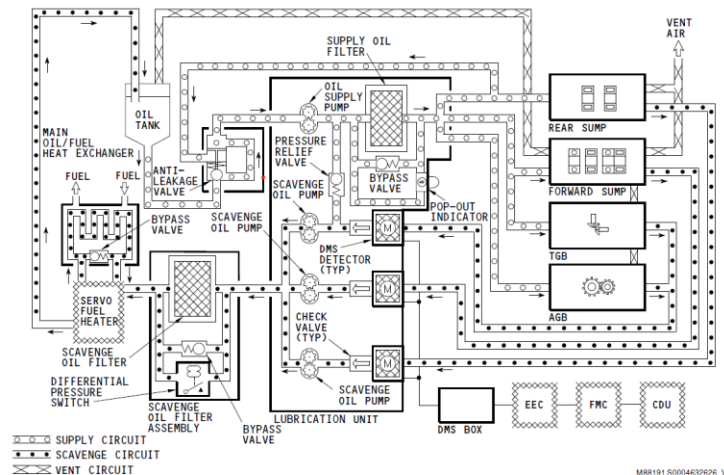 VENT
AIR
SUPPLY OIL
FILTER
OIL
SUPPLY
PUMP
OIL
TANK
REAR SUMP
MAIN
OIL/FUEL
HEAT EXCHANGER
PRESSURE
RELIEF
VALVE
ANTI-
LEAKAGE
VALVE
BYPASS
VALVE
FORWARD SUMP
FUEL
FUEL
SCAVENGE
OIL PUMP
POP-OUT
INDICATOR
BYPASS
VALVE
SCAVENGE
OIL PUMP
M
DMS
DETECTOR
(TYP)
TGB
M
AGB
SERVO
FUEL
HEATER
CHECK
VALVE
(TYP)
M
SCAVENGE
OIL FILTER
DIFFERENTIAL
PRESSURE
SWITCH
SCAVENGE
OIL PUMP
SCAVENGE
OIL FILTER
ASSEMBLY
BYPASS
VALVE
LUBRICATION UNIT
DMS BOX
EEC
FMC
CDU
SUPPLY CIRCUIT
SCAVENGE CIRCUIT
VENT CIRCUIT
M88191 S0004632626_V